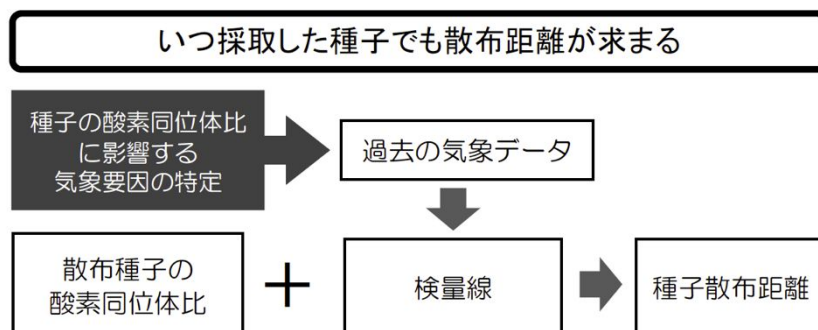 いつ採取した種子でも散布距離が求まる
種子の酸素同位体比
に影響する
気象要因の特定
過去の気象データ
散布種子の
酸素同位体比
＋
検量線
種子散布距離